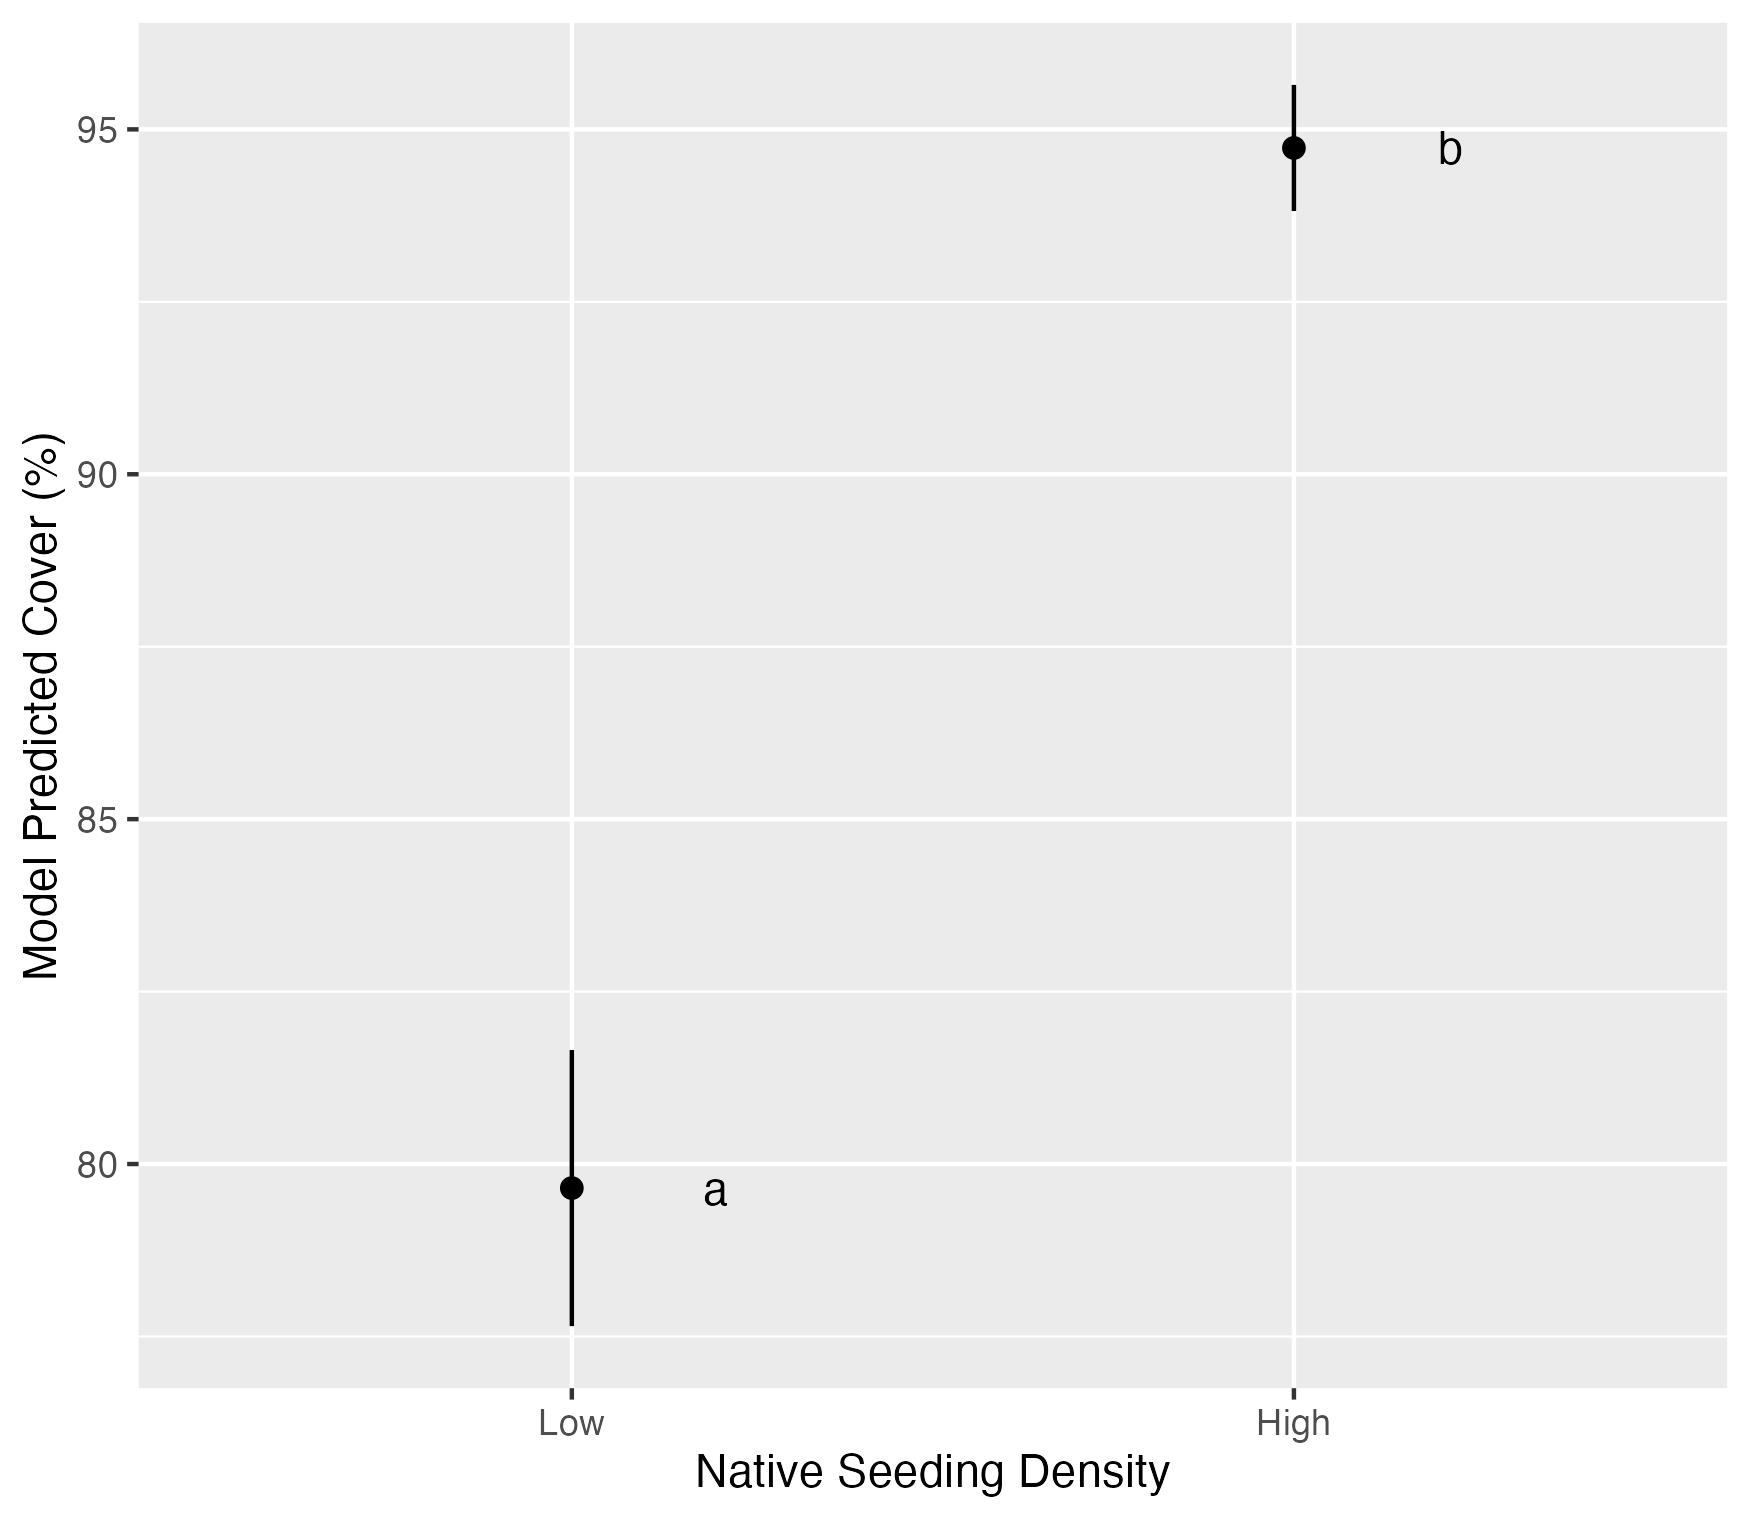 Model Predicted Cover (%)
95
90
85
80
b
a
Low
High
Native Seeding Density